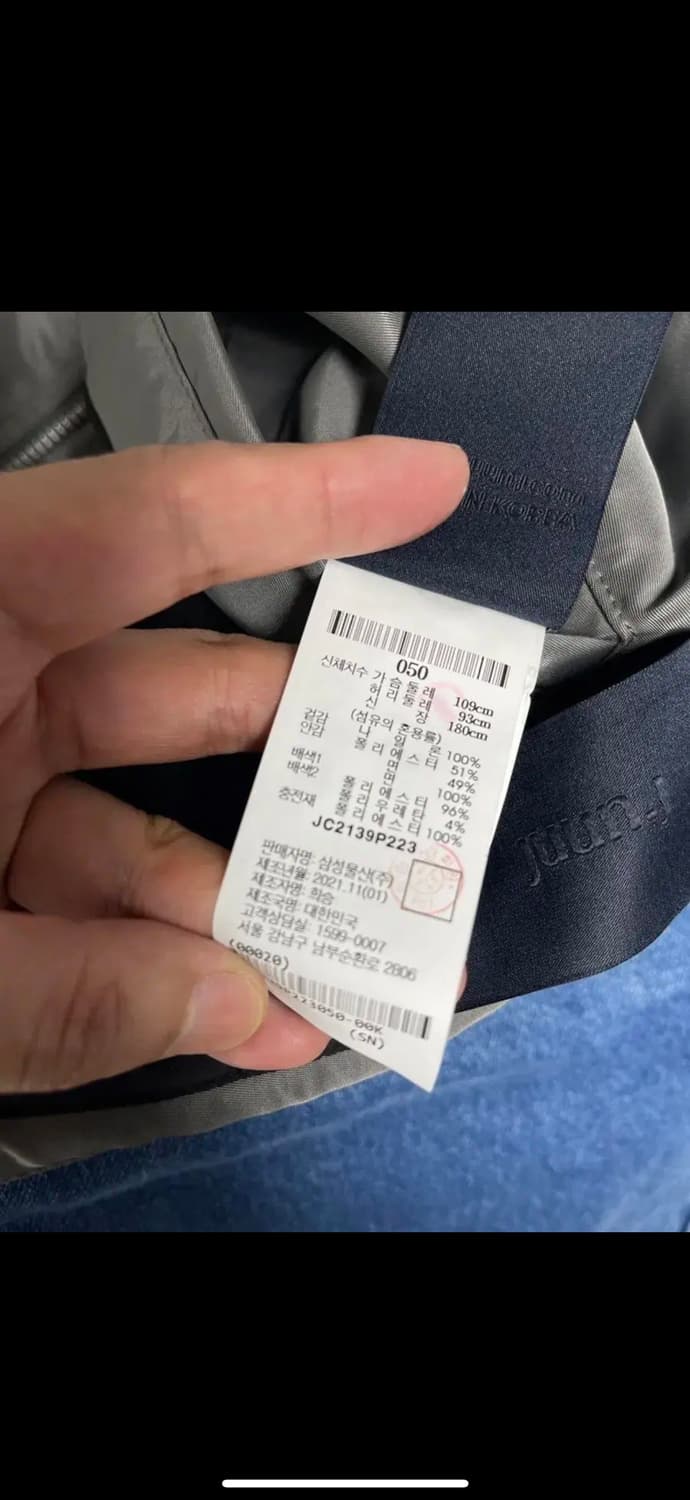 juun.j.com
IN KOREA
050
신체치수 가슴둘레 109cm
허리둘레 93cm
신장 180cm
(섬유의 혼용률)
겉감 나일론 100%
안감 폴리에스터 51%
면 49%
배색1 면 100%
배색2 폴리에스터 96%
폴리우레탄 4%
충전재 폴리에스터 100%
JC2139P223
판매자명: 삼성물산(주)
제조년월: 2021.11(01)
제조자명: 학승
제조국명: 대한민국
고객상담실: 1599-0007
서울 강남구 남부순환로 2806
(00020)
223050-00K
(SN)
juun.j